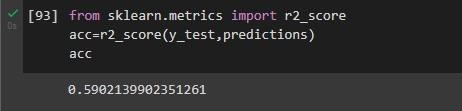 [93] from sklearn.metrics import r2_score
acc=r2_score(y_test,predictions)
acc
0s
0.5902139902351261